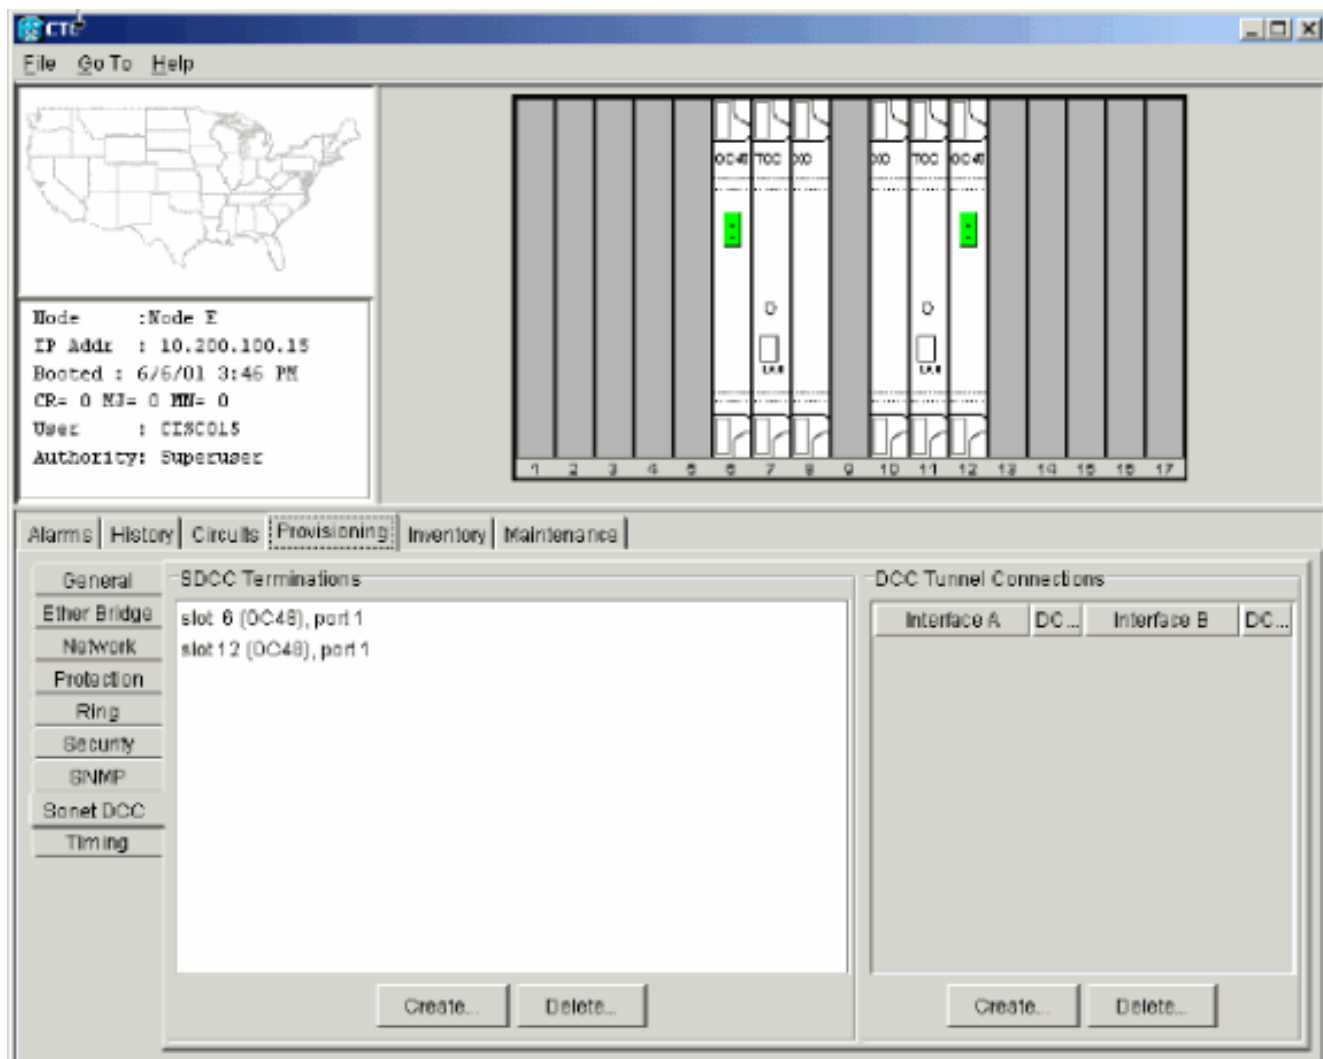 CTC
File Go To Help
OC48 TCC XC XC TCC OC48
LAN LAN
1 2 3 4 5 6 7 8 9 10 11 12 13 14 15 16 17
Node :Node E
IP Addr : 10.200.100.15
Booted : 6/6/01 3:46 PM
CR= 0 MJ= 0 MN= 0
User : CISCO15
Authority: Superuser
Alarms History Circuits Provisioning Inventory Maintenance
General
Ether Bridge
Network
Protection
Ring
Security
SNMP
Sonet DCC
Timing
SDCC Terminations
slot 6 (OC48), port 1
slot 12 (OC48), port 1
Create... Delete...
DCC Tunnel Connections
Interface A DC... Interface B DC...
Create... Delete...